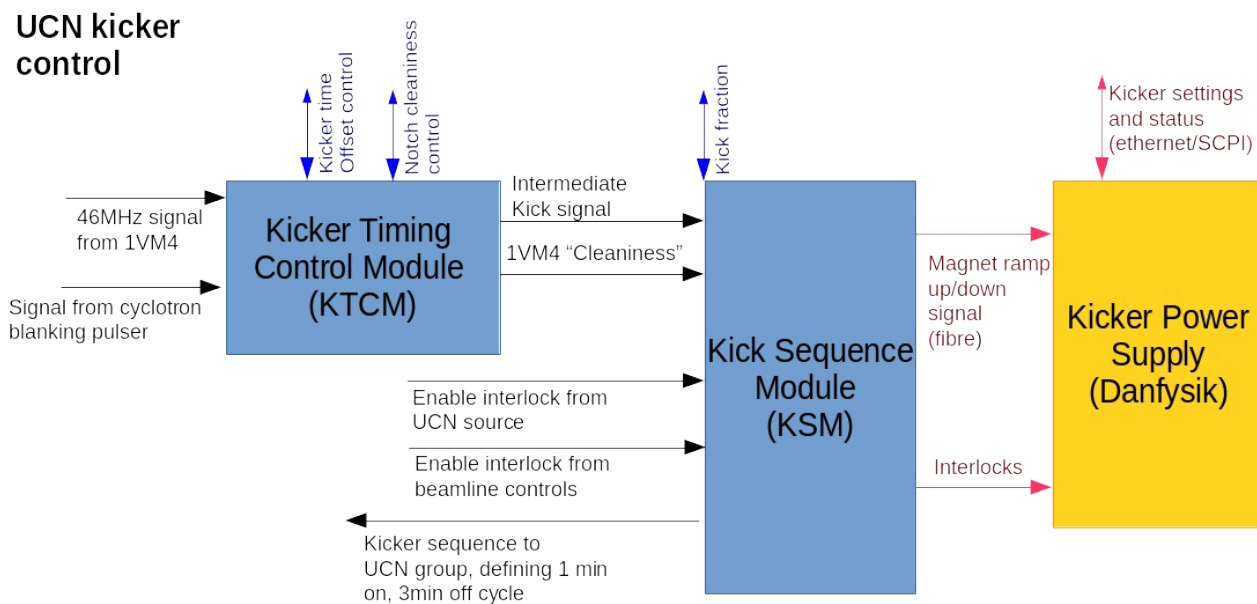 UCN kicker
control
Kicker time
Offset control
Notch cleaniness
control
Kick fraction
Kicker settings
and status
(ethernet/SCPI)
46MHz signal
from 1VM4
Signal from cyclotron
blanking pulser
Kicker Timing
Control Module
(KTCM)
Intermediate
Kick signal
1VM4 “Cleaniness”
Enable interlock from
UCN source
Enable interlock from
beamline controls
Kicker sequence to
UCN group, defining 1 min
on, 3min off cycle
Kick Sequence
Module
(KSM)
Magnet ramp
up/down
signal
(fibre)
Interlocks
Kicker Power
Supply
(Danfysik)